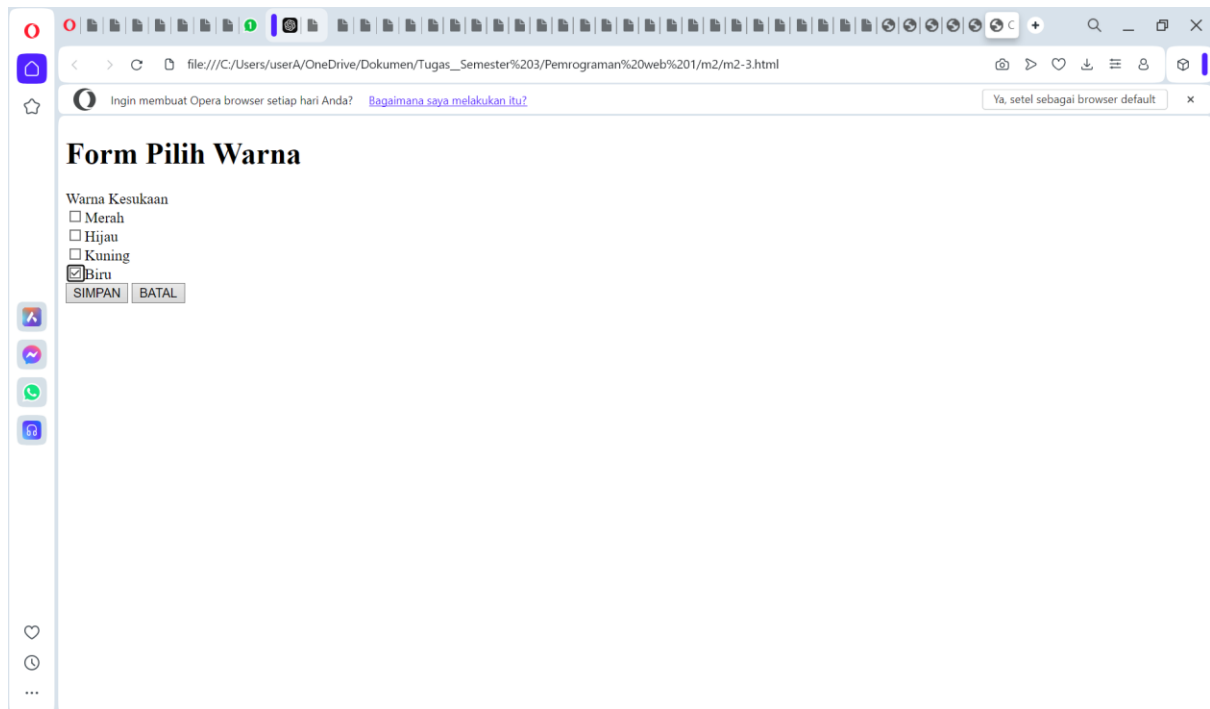 file:///C:/Users/userA/OneDrive/Dokumen/Tugas__Semester%203/Pemrograman%20web%201/m2/m2-3.html
Ingin membuat Opera browser setiap hari Anda? Bagaimana saya melakukan itu? Ya, setel sebagai browser default
Form Pilih Warna
Warna Kesukaan
Merah
Hijau
Kuning
Biru
SIMPAN BATAL